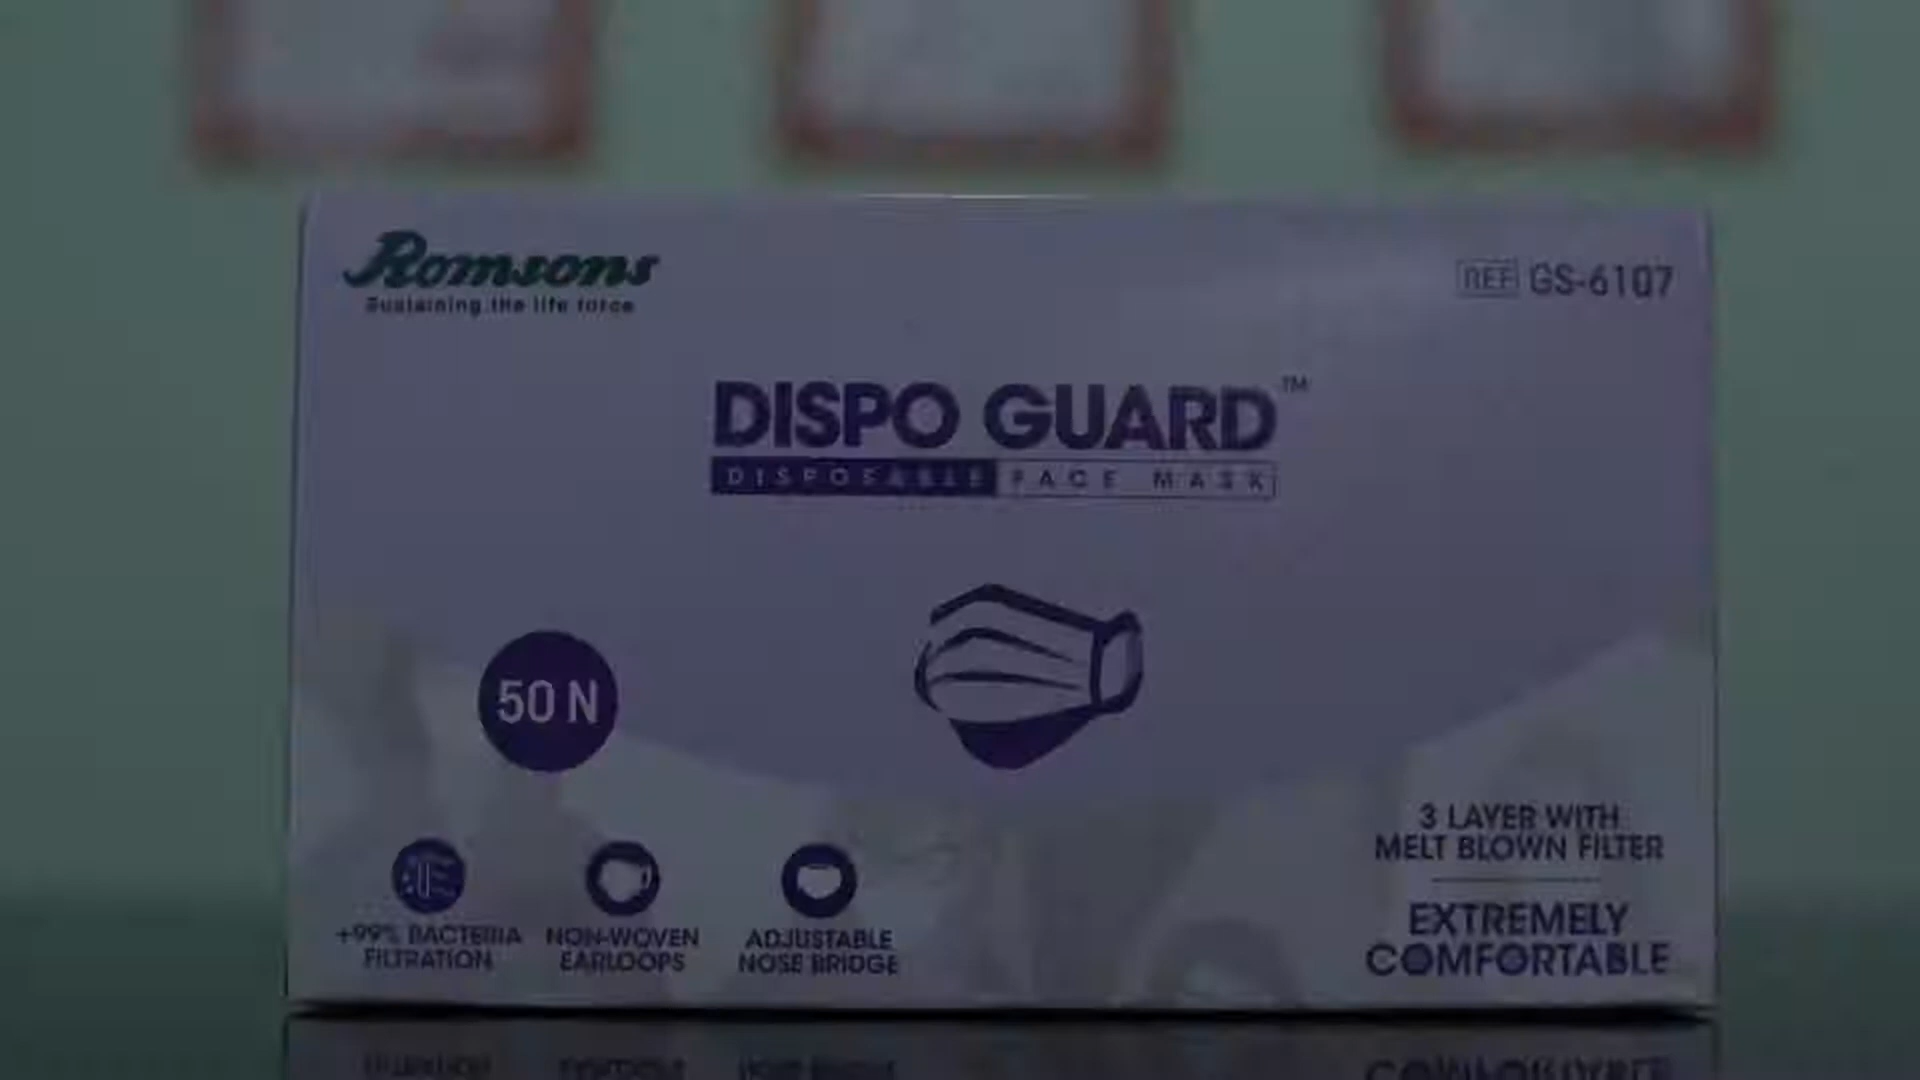 Romsons
Sustaining the life force
REF GS-6107
DISPO GUARD™
DISPOSABLE FACE MASK
50 N
+99% BACTERIA
FILTRATION
NON-WOVEN
EARLOOPS
ADJUSTABLE
NOSE BRIDGE
3 LAYER WITH
MELT BLOWN FILTER
EXTREMELY
COMFORTABLE